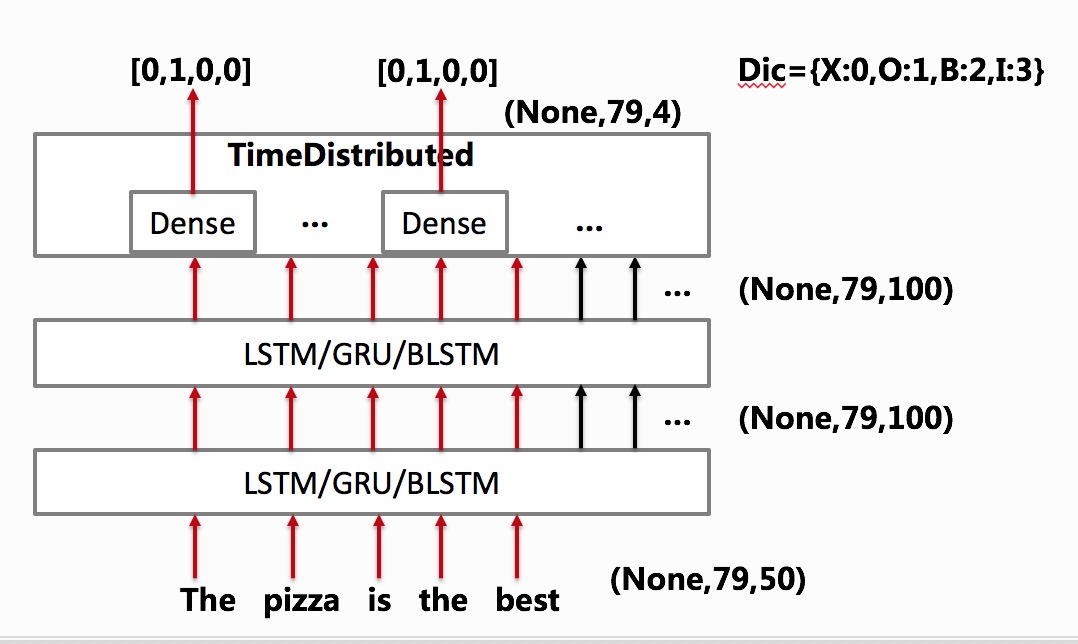 [0,1,0,0] [0,1,0,0] Dic={X:0,O:1,B:2,I:3}
(None,79,4)
TimeDistributed
Dense ... Dense ...
... (None,79,100)
LSTM/GRU/BLSTM
... (None,79,100)
LSTM/GRU/BLSTM
(None,79,50)
The pizza is the best